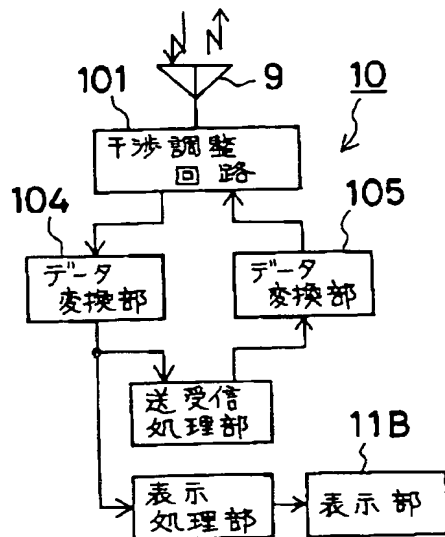 9
101
10
干渉調整
回路
104
105
データ
変換部
データ
変換部
送受信
処理部
11B
表示
処理部
表示部